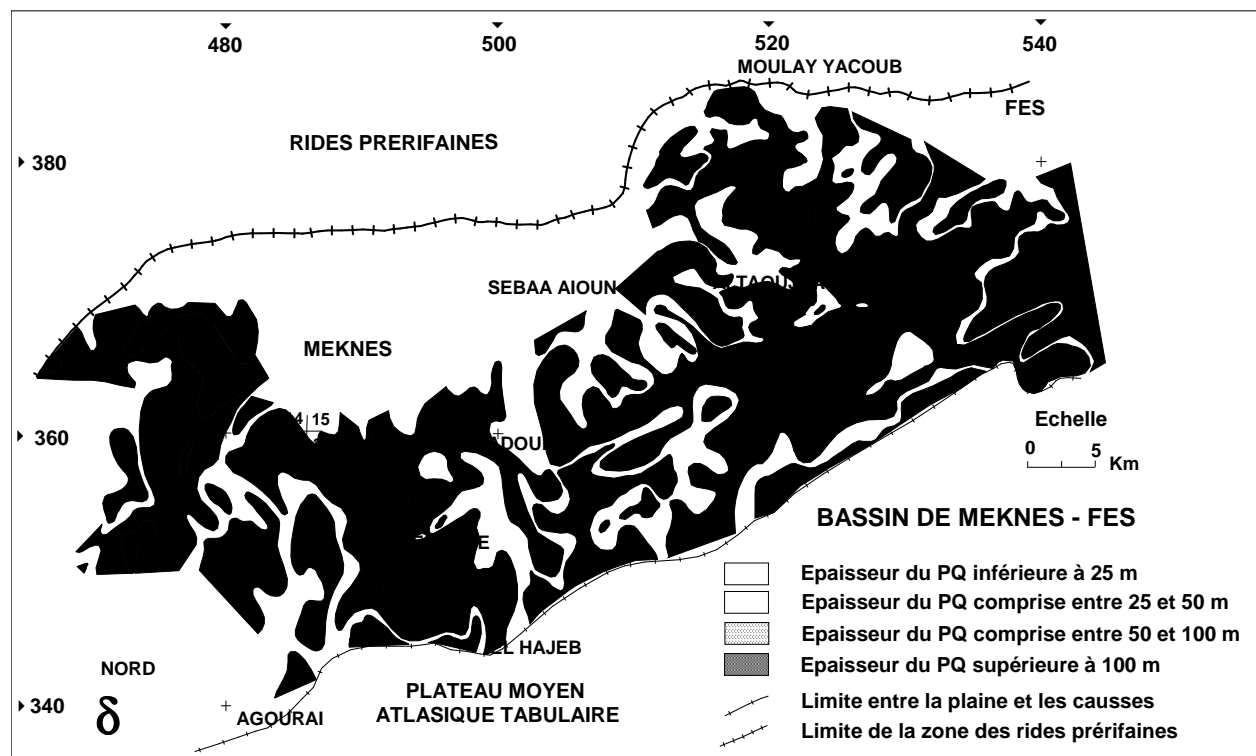 480
500
520
540
MOULAY YACOUB
FES
RIDES PRERIFAINES
380
SEBAA AIOUN
MEKNES
15
360
Echelle
0 5
Km
BASSIN DE MEKNES - FES
Epaisseur du PQ inférieure à 25 m
Epaisseur du PQ comprise entre 25 et 50 m
Epaisseur du PQ comprise entre 50 et 100 m
Epaisseur du PQ supérieure à 100 m
Limite entre la plaine et les causses
Limite de la zone des rides prérifaines
EL HAJEB
NORD
δ
PLATEAU MOYEN
ATLASIQUE TABULAIRE
340
AGOURAI